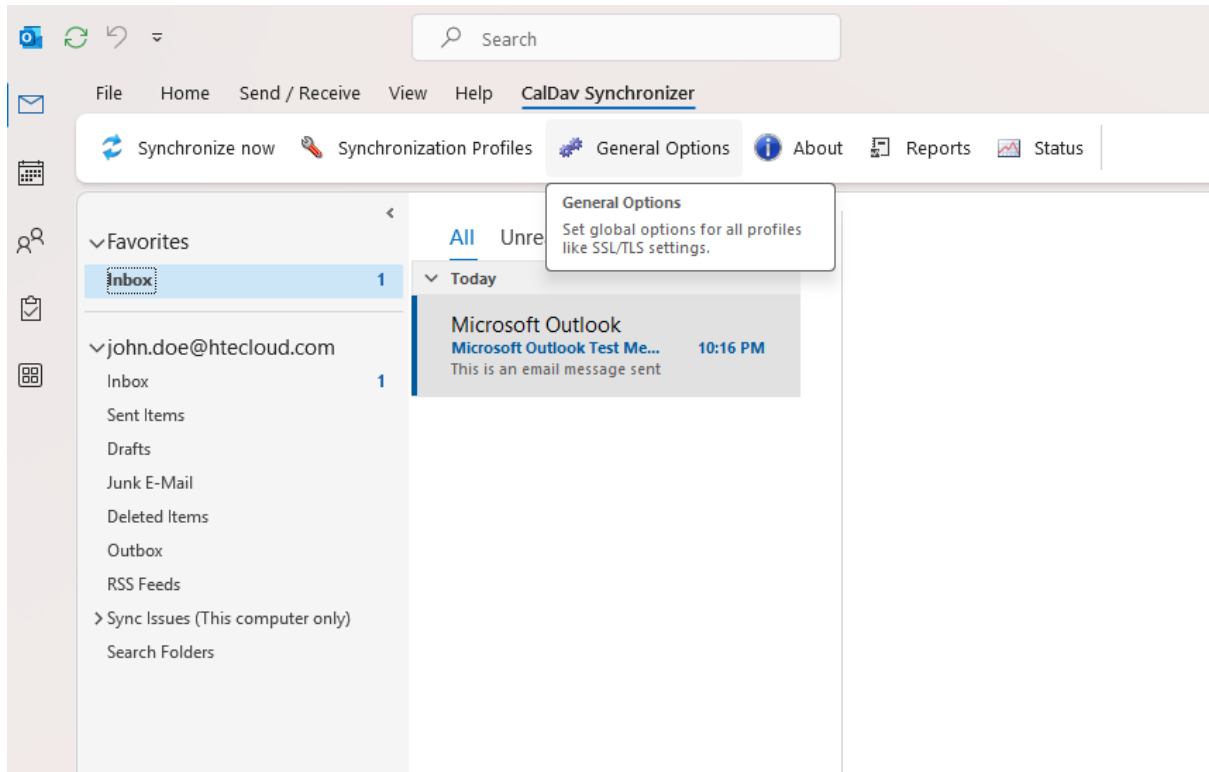 Search
File Home Send / Receive View Help CalDav Synchronizer
Synchronize now Synchronization Profiles General Options About Reports Status
General Options
Set global options for all profiles
like SSL/TLS settings.
Favorites
Inbox 1
john.doe@htecloud.com
Inbox 1
Sent Items
Drafts
Junk E-Mail
Deleted Items
Outbox
RSS Feeds
Sync Issues (This computer only)
Search Folders
All Unre
Today
Microsoft Outlook
Microsoft Outlook Test Me... 10:16 PM
This is an email message sent